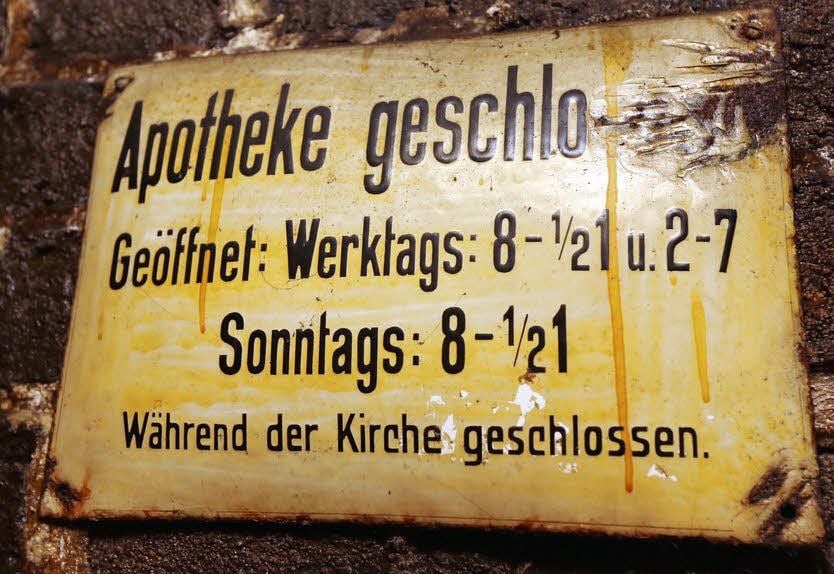 Apotheke geschlo
Geöffnet: Werktags: 8-½1 u. 2-7
Sonntags: 8-½1
Während der Kirche geschlossen.